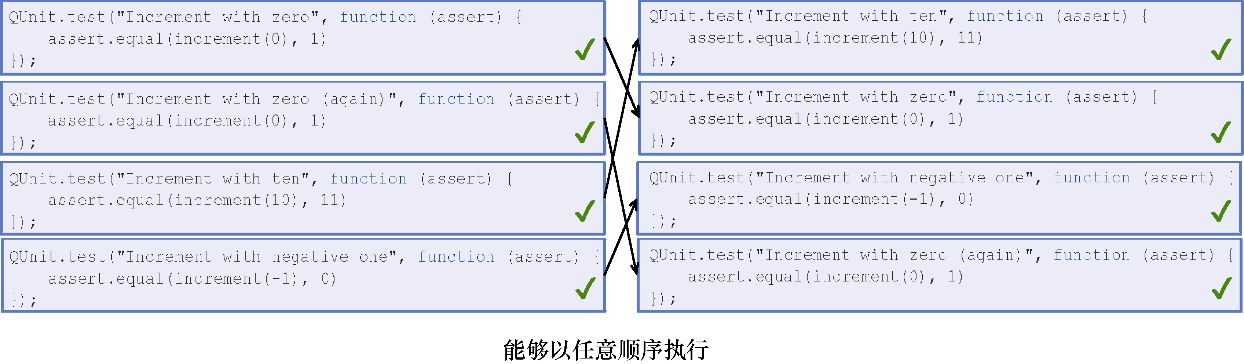 QUnit.test("Increment with zero", function (assert) {
    assert.equal(increment(0), 1)
});
QUnit.test("Increment with zero (again)", function (assert) {
    assert.equal(increment(0), 1)
});
QUnit.test("Increment with ten", function (assert) {
    assert.equal(increment(10), 11)
});
QUnit.test("Increment with negative one", function (assert) {
    assert.equal(increment(-1), 0)
});
QUnit.test("Increment with ten", function (assert) {
    assert.equal(increment(10), 11)
});
QUnit.test("Increment with zero", function (assert) {
    assert.equal(increment(0), 1)
});
QUnit.test("Increment with negative one", function (assert) {
    assert.equal(increment(-1), 0)
});
QUnit.test("Increment with zero (again)", function (assert) {
    assert.equal(increment(0), 1)
});
能够以任意顺序执行